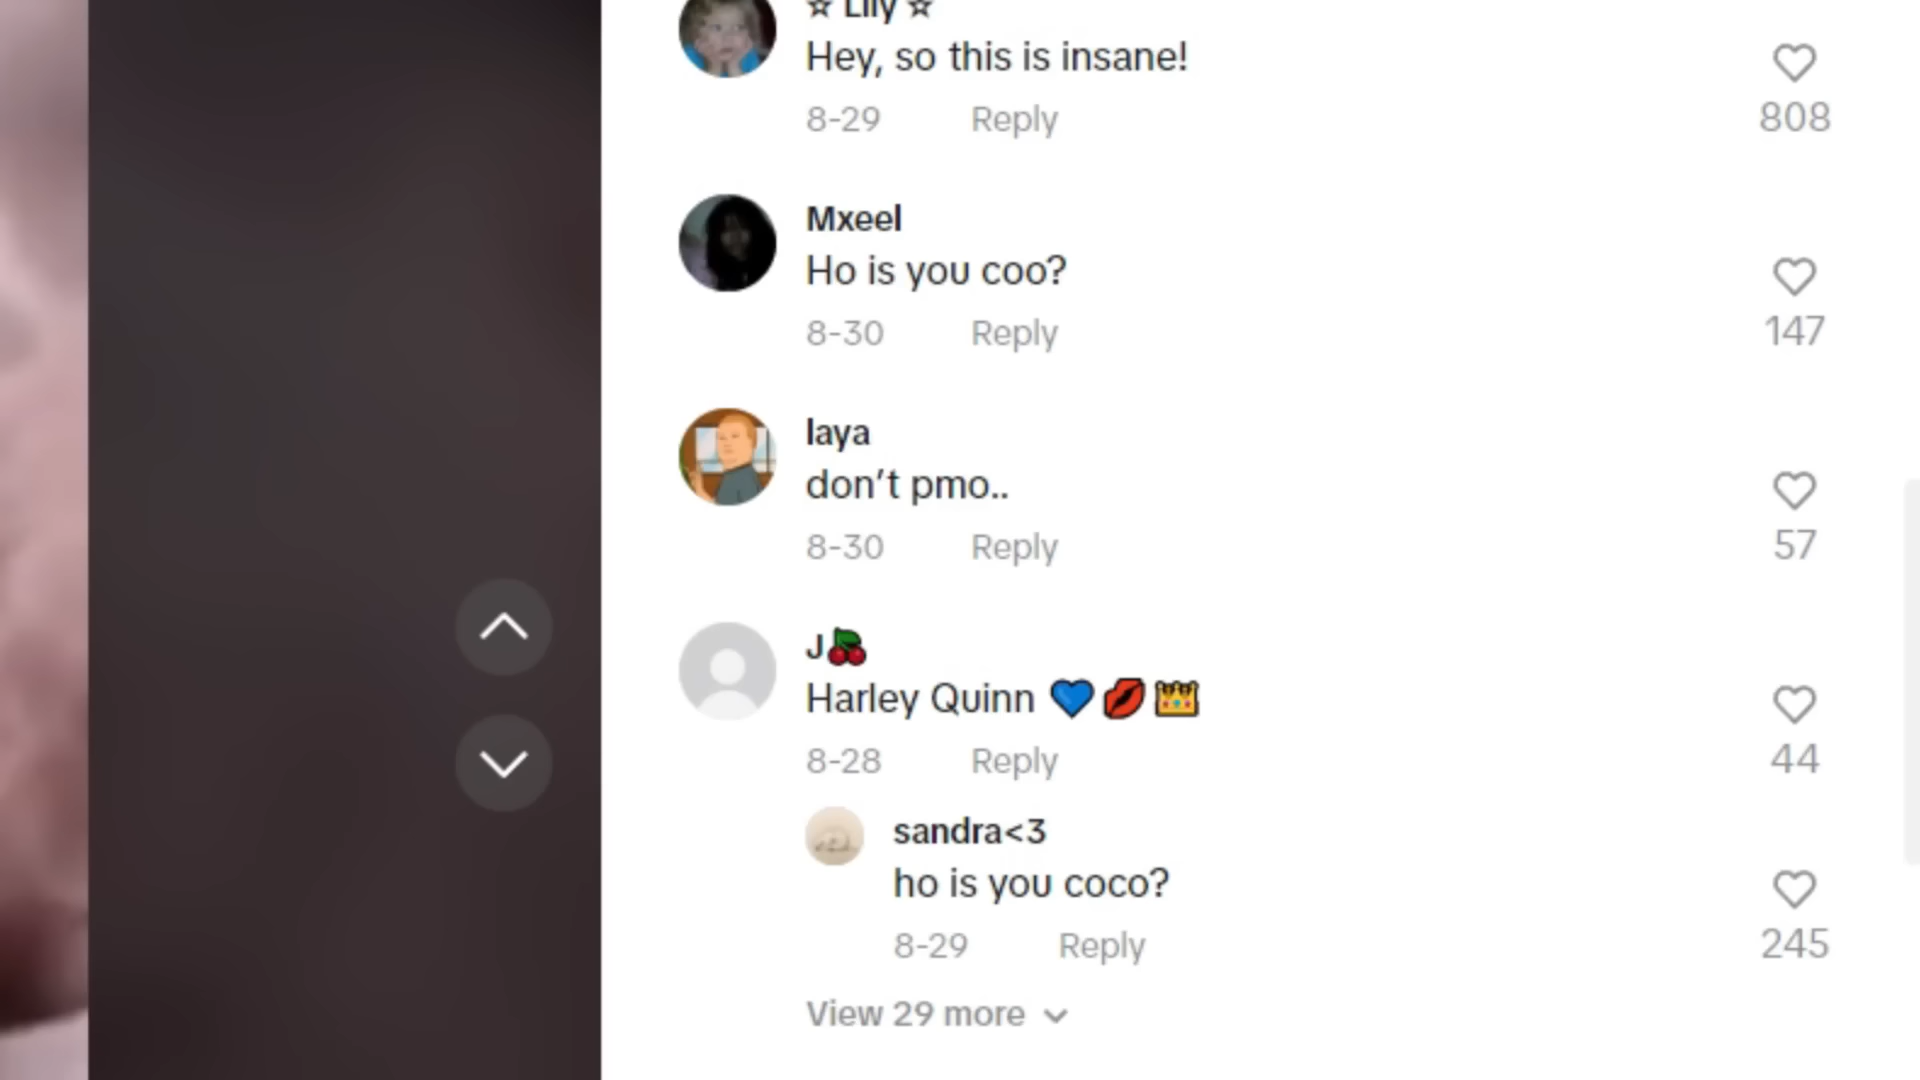 ☆ Lily ☆
Hey, so this is insane!
808
8-29 Reply
Mxeel
Ho is you coo?
147
8-30 Reply
laya
don’t pmo..
57
8-30 Reply
J🍒
Harley Quinn 💙💋👑
44
8-28 Reply
sandra<3
ho is you coco?
245
8-29 Reply
View 29 more